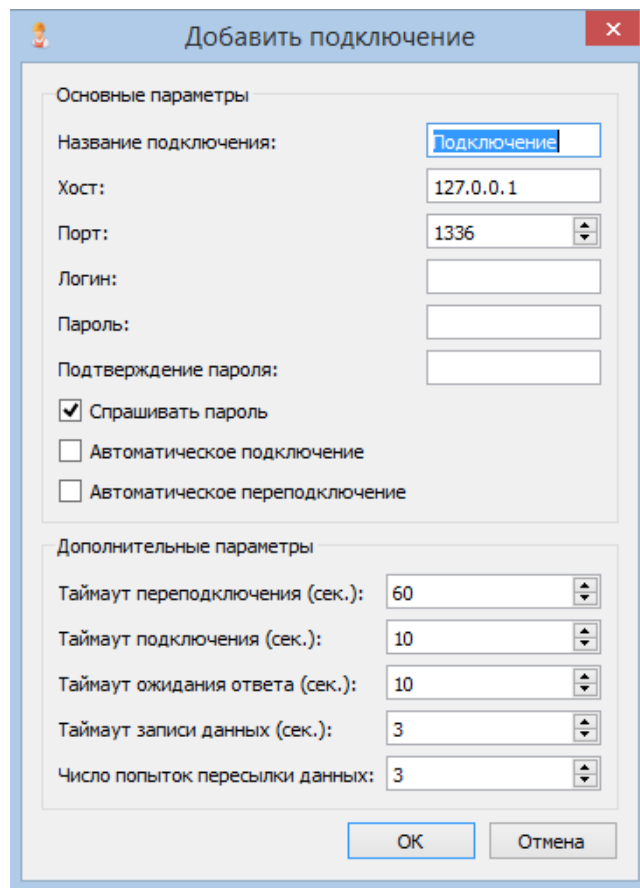 Добавить подключение
Основные параметры
Название подключения: Подключение
Хост: 127.0.0.1
Порт: 1336
Логин:
Пароль:
Подтверждение пароля:
Спрашивать пароль
Автоматическое подключение
Автоматическое переподключение
Дополнительные параметры
Таймаут переподключения (сек.): 60
Таймаут подключения (сек.): 10
Таймаут ожидания ответа (сек.): 10
Таймаут записи данных (сек.): 3
Число попыток пересылки данных: 3
ОК Отмена